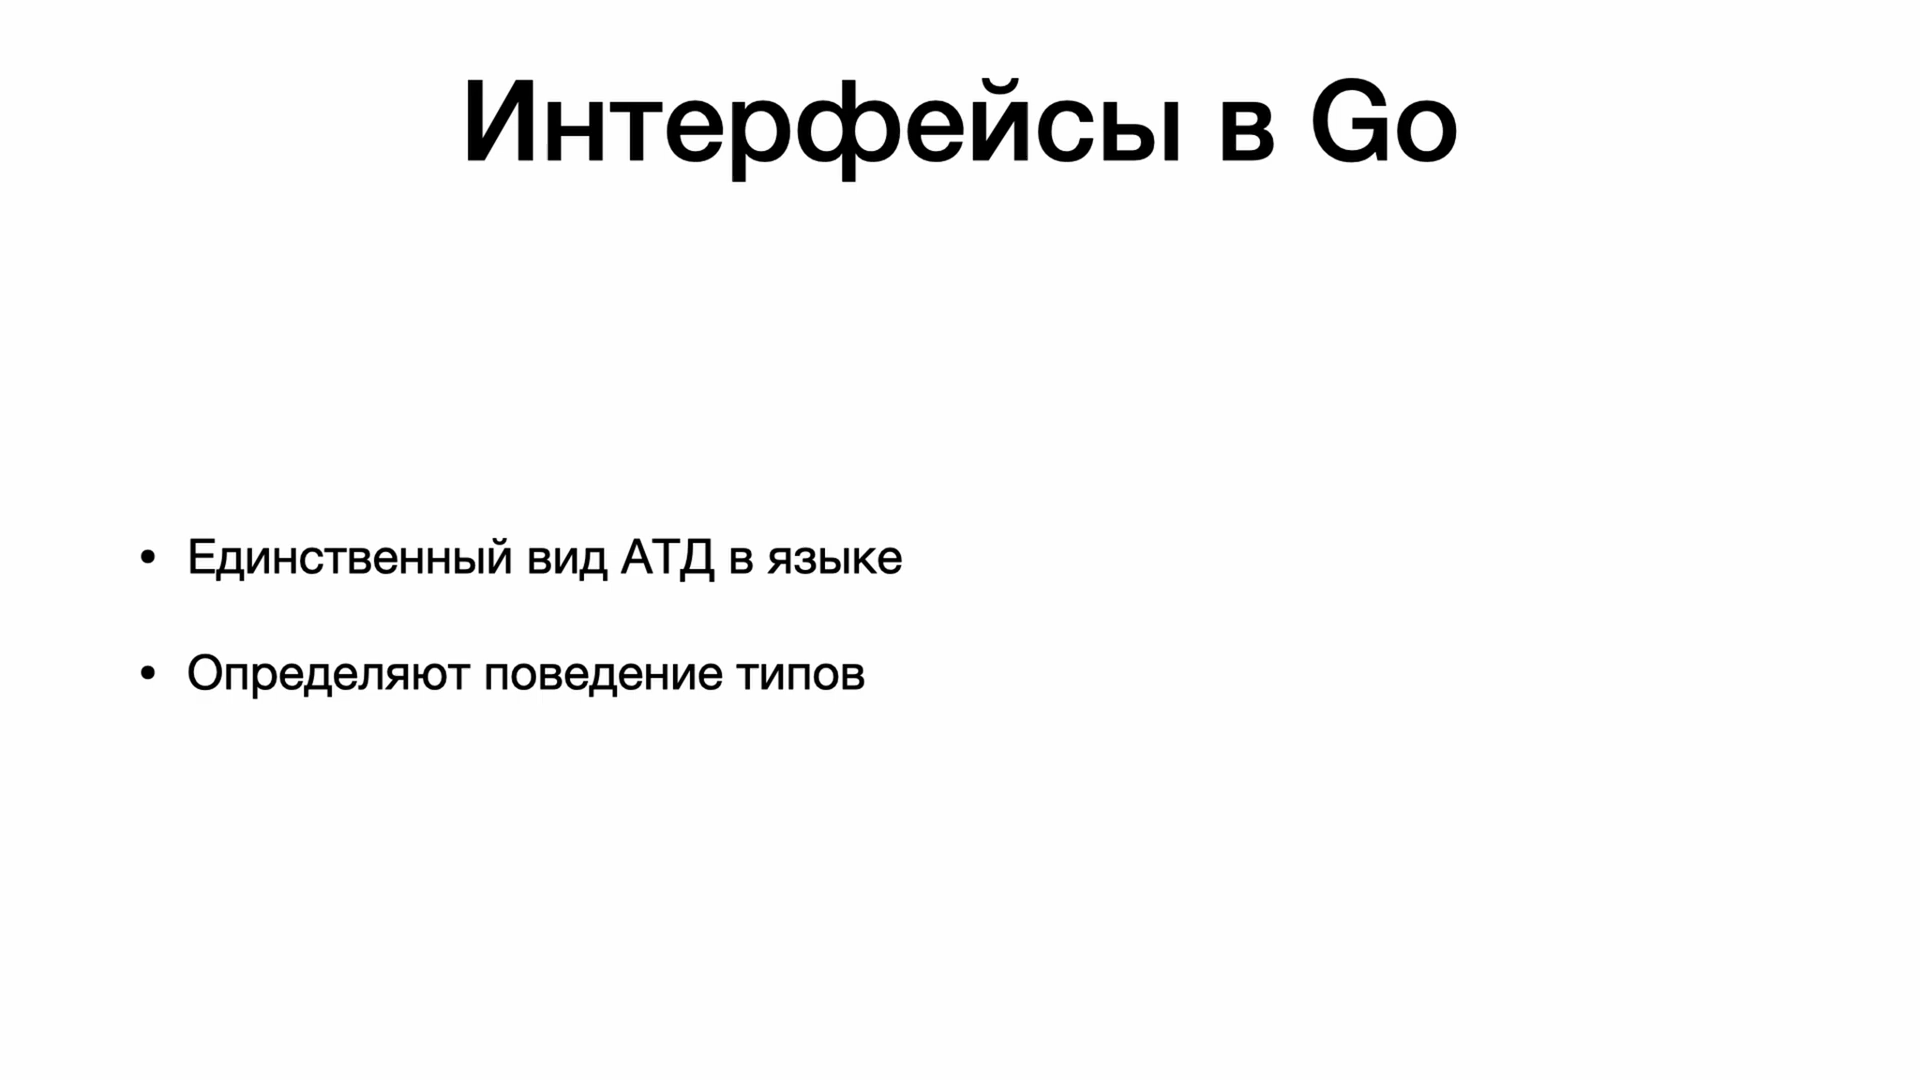 Интерфейсы в Go
• Единственный вид АТД в языке
• Определяют поведение типов